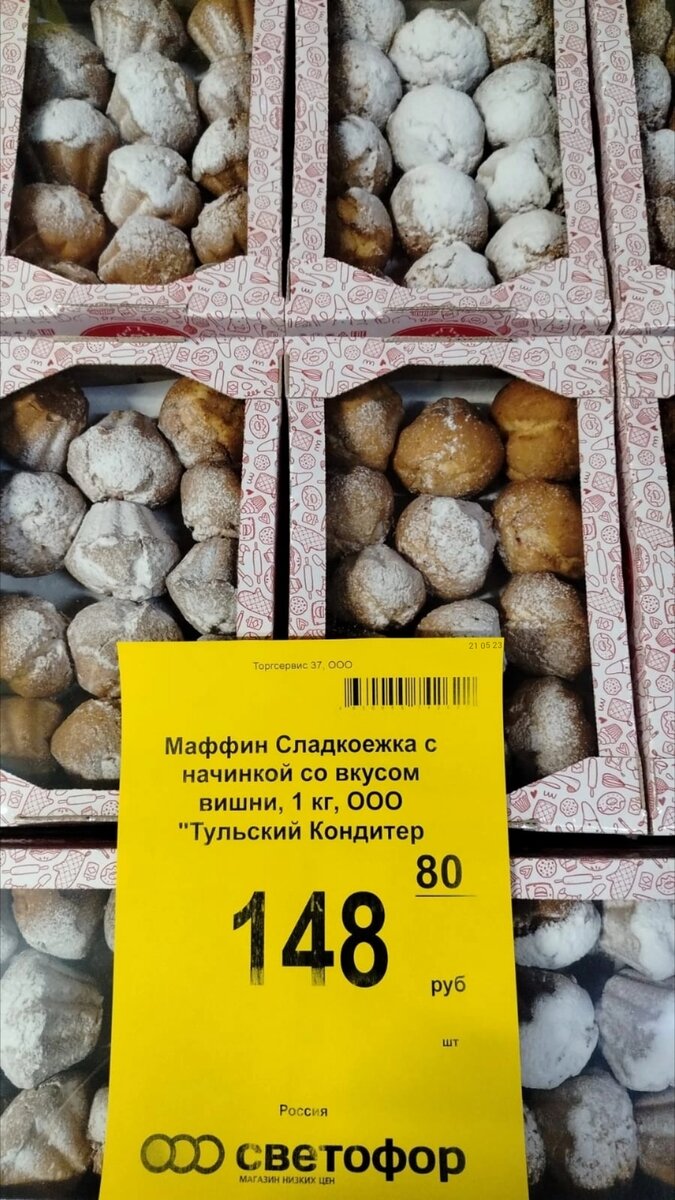 21 05 23
Торгсервис 37, ООО
Маффин Сладкоежка с
начинкой со вкусом
вишни, 1 кг, ООО
"Тульский Кондитер
148 80
руб
шт
Россия
светофор
МАГАЗИН НИЗКИХ ЦЕН